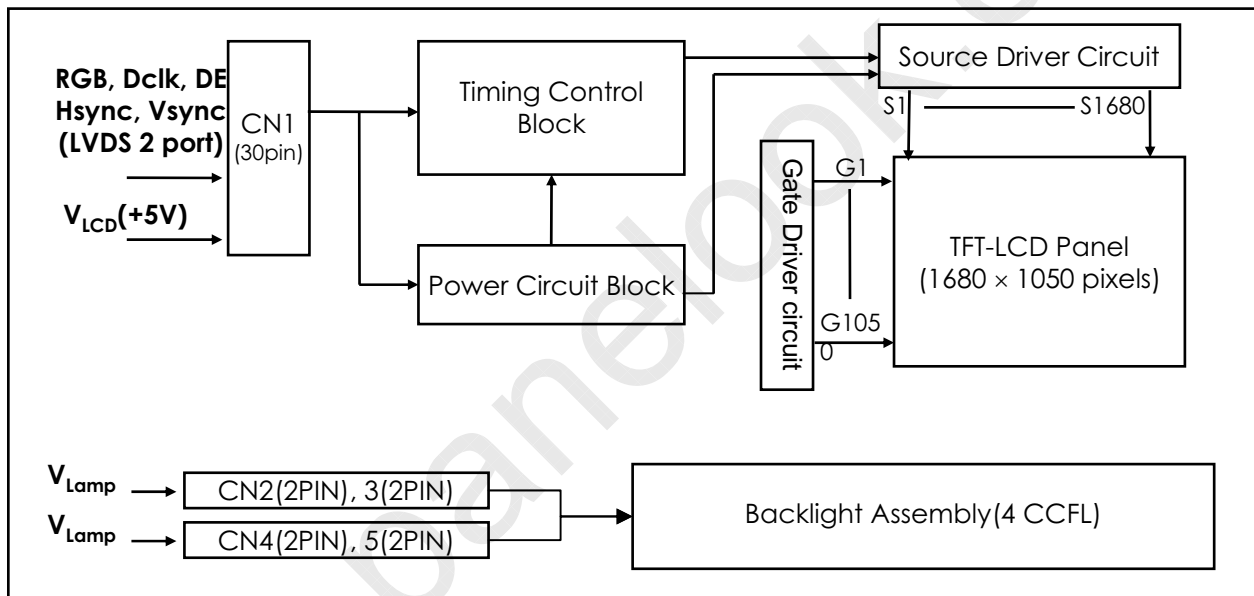 RGB, Dclk, DE
Hsync, Vsync
(LVDS 2 port)
V_LCD(+5V)
CN1
(30pin)
Timing Control
Block
Power Circuit Block
Source Driver Circuit
S1
S1680
Gate Driver circuit
G1
G105
0
TFT-LCD Panel
(1680 × 1050 pixels)
V_Lamp
CN2(2PIN), 3(2PIN)
V_Lamp
CN4(2PIN), 5(2PIN)
Backlight Assembly(4 CCFL)
panelook.